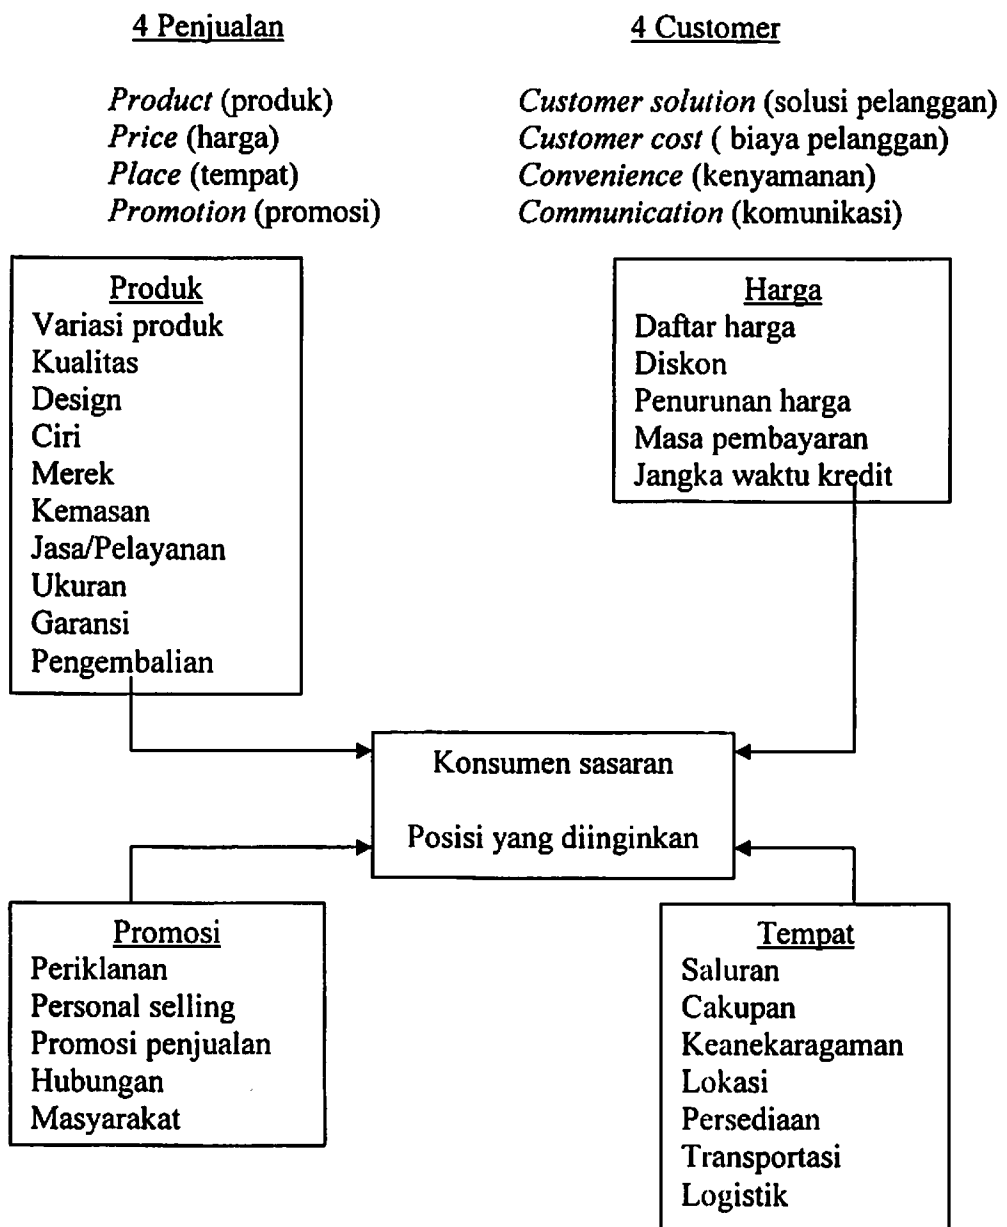 4 Penjualan
4 Customer
Product (produk)
Price (harga)
Place (tempat)
Promotion (promosi)
Customer solution (solusi pelanggan)
Customer cost ( biaya pelanggan)
Convenience (kenyamanan)
Communication (komunikasi)
Produk
Variasi produk
Kualitas
Design
Ciri
Merek
Kemasan
Jasa/Pelayanan
Ukuran
Garansi
Pengembalian
Harga
Daftar harga
Diskon
Penurunan harga
Masa pembayaran
Jangka waktu kredit
Konsumen sasaran
Posisi yang diinginkan
Promosi
Periklanan
Personal selling
Promosi penjualan
Hubungan
Masyarakat
Tempat
Saluran
Cakupan
Keanekaragaman
Lokasi
Persediaan
Transportasi
Logistik